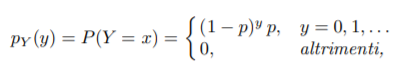 p_Y(y) = P(Y = x) = { (1 − p)^y p, y = 0, 1, . . .
0, altrimenti,